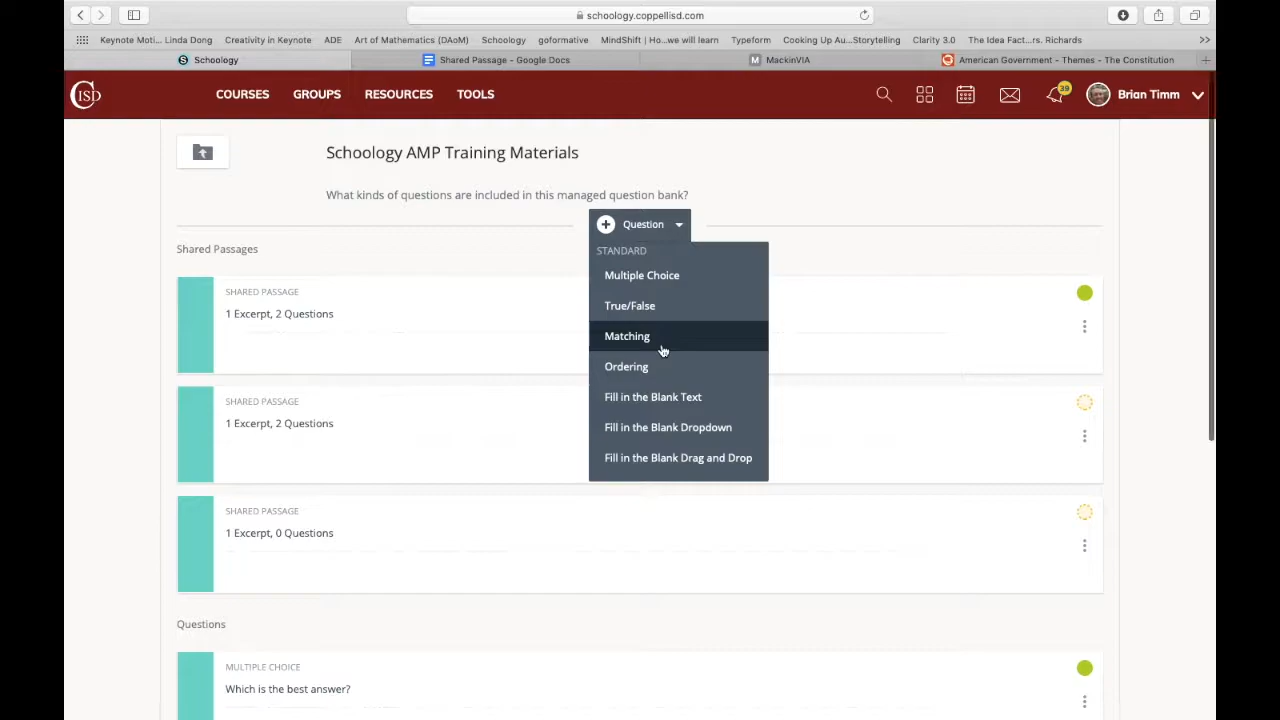 schoology.coppellisd.com
Keynote Moti... Linda Dong Creativity in Keynote ADE Art of Mathematics (DAoM) Schoology goformative MindShift | Ho...we will learn Typeform Cooking Up Au...Storytelling Clarity 3.0 The Idea Fact...rs. Richards >>
Schoology Shared Passage - Google Docs MackinVIA American Government - Themes - The Constitution
CISD COURSES GROUPS RESOURCES TOOLS 39 Brian Timm
Schoology AMP Training Materials
What kinds of questions are included in this managed question bank?
Question
Shared Passages
STANDARD
Multiple Choice
True/False
Matching
Ordering
Fill in the Blank Text
Fill in the Blank Dropdown
Fill in the Blank Drag and Drop
SHARED PASSAGE
1 Excerpt, 2 Questions
SHARED PASSAGE
1 Excerpt, 2 Questions
SHARED PASSAGE
1 Excerpt, 0 Questions
Questions
MULTIPLE CHOICE
Which is the best answer?